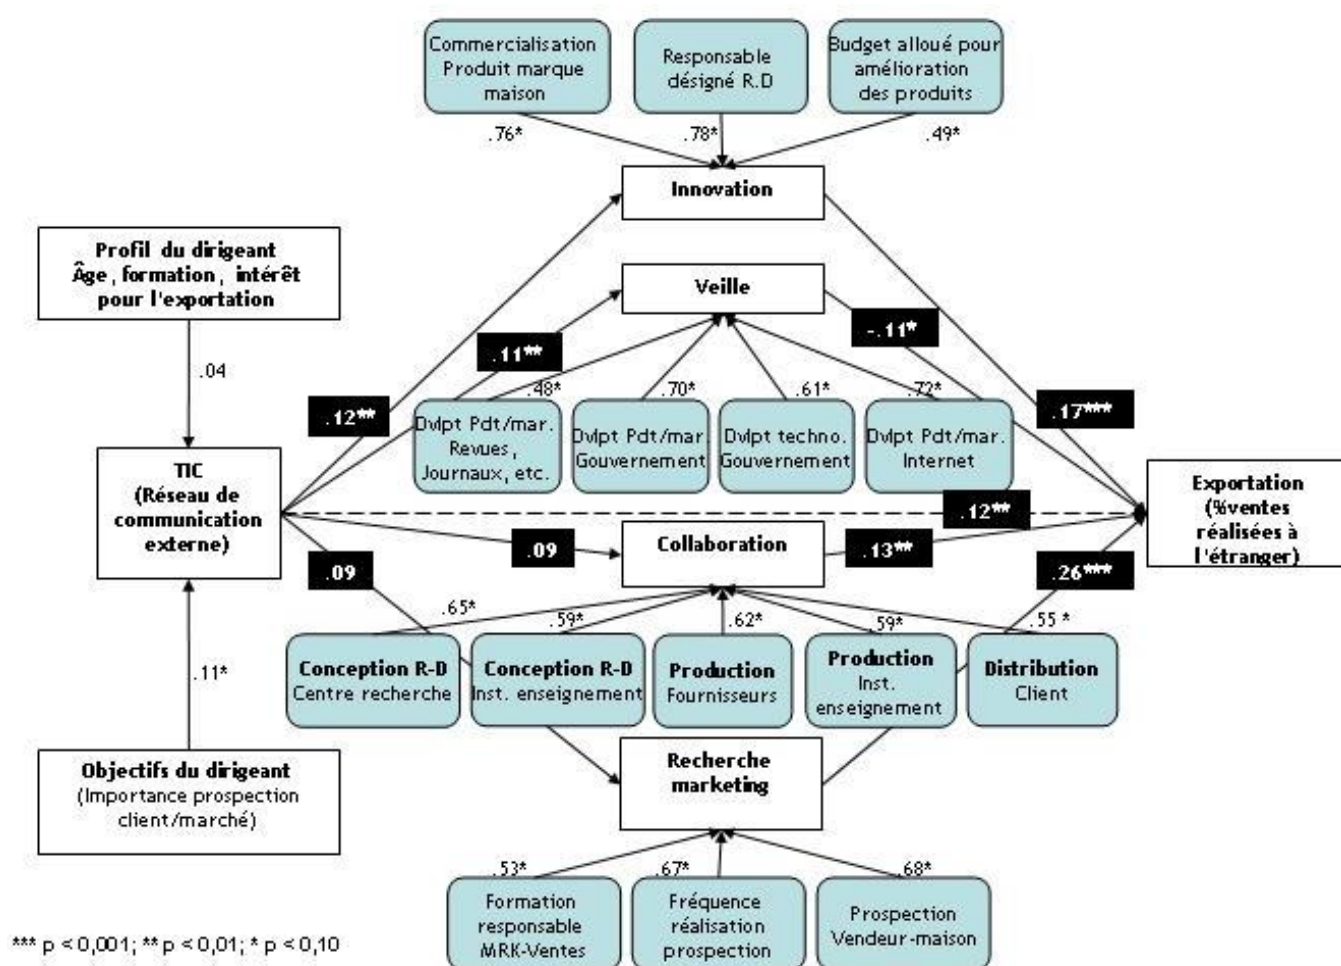 Commercialisation
Produit marque
maison
Responsable
désigné R.D
Budget alloué pour
amélioration
des produits
.76*
.78*
.49*
Innovation
Profil du dirigeant
Âge, formation, intérêt
pour l'exportation
Veille
.11**
-.11*
.04
.12**
.48*
.70*
.61*
.72*
.17***
Dvlpt Pdt/mar.
Revues,
Journaux, etc.
Dvlpt Pdt/mar.
Gouvernement
Dvlpt techno.
Gouvernement
Dvlpt Pdt/mar.
Internet
TIC
(Réseau de
communication
externe)
Exportation
(%ventes
réalisées à
l'étranger)
.12**
.09
Collaboration
.13**
.09
.26***
.65*
.59*
.62*
.59*
.55 *
Conception R-D
Centre recherche
Conception R-D
Inst. enseignement
Production
Fournisseurs
Production
Inst.
enseignement
Distribution
Client
.11*
Objectifs du dirigeant
(Importance prospection
client/marché)
Recherche
marketing
.53*
.67*
.68*
Formation
responsable
MRK-Ventes
Fréquence
réalisation
prospection
Prospection
Vendeur-maison
*** p < 0,001; ** p < 0,01; * p < 0,10